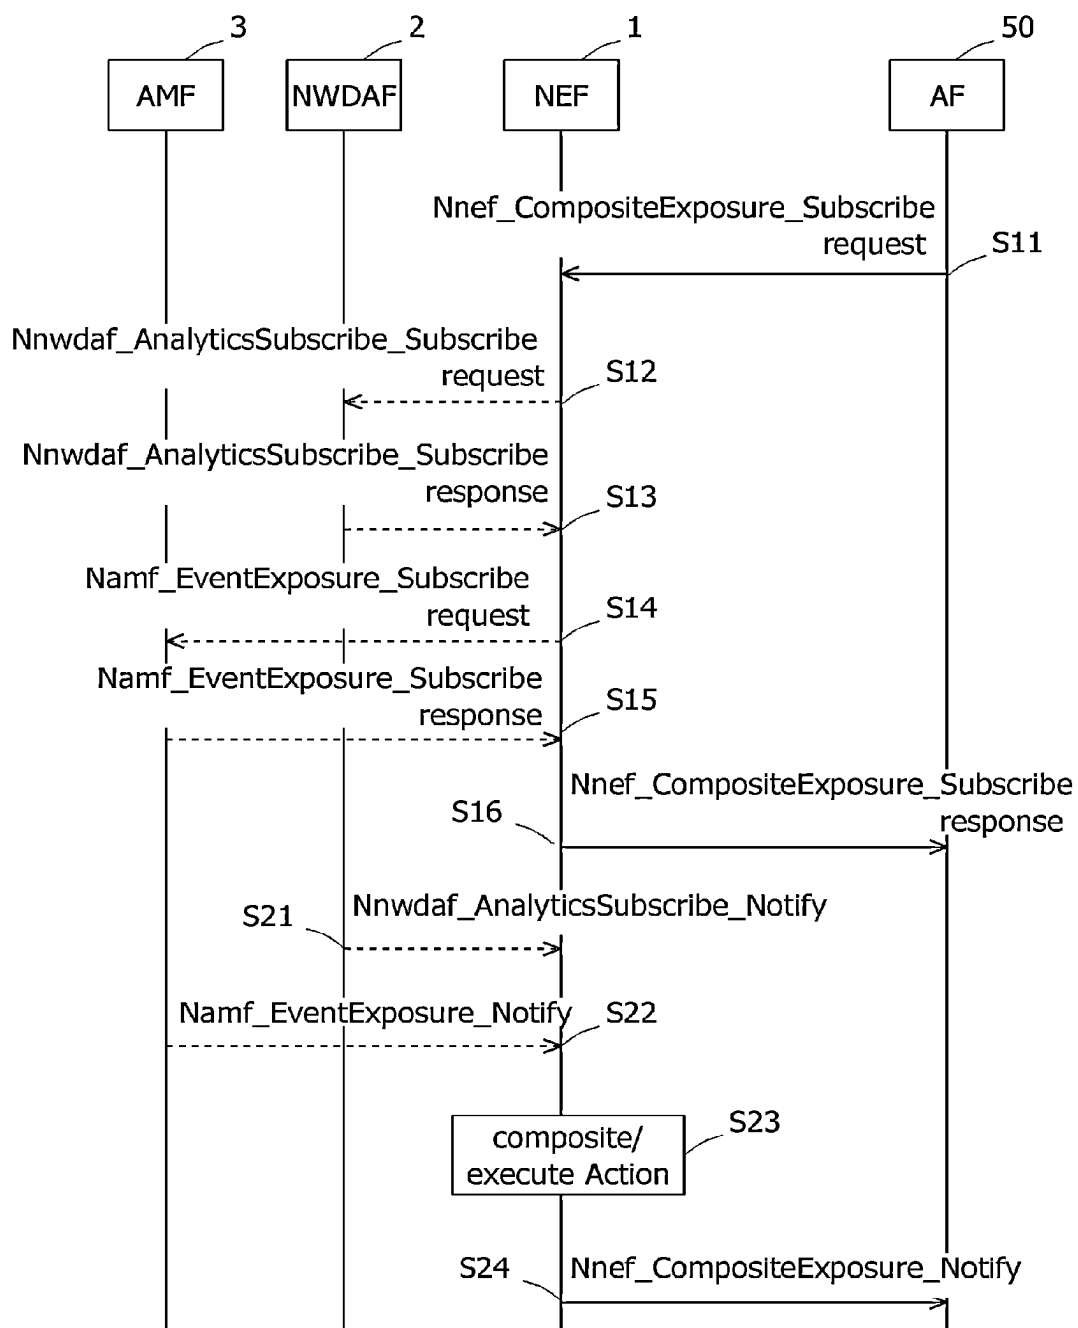 3
2
1
50
AMF
NWDAF
NEF
AF
Nnef_CompositeExposure_Subscribe
request
S11
Nnwdaf_AnalyticsSubscribe_Subscribe
request
S12
Nnwdaf_AnalyticsSubscribe_Subscribe
response
S13
Namf_EventExposure_Subscribe
request
S14
Namf_EventExposure_Subscribe
response
S15
Nnef_CompositeExposure_Subscribe
response
S16
Nnwdaf_AnalyticsSubscribe_Notify
S21
Namf_EventExposure_Notify
S22
composite/
execute Action
S23
S24
Nnef_CompositeExposure_Notify